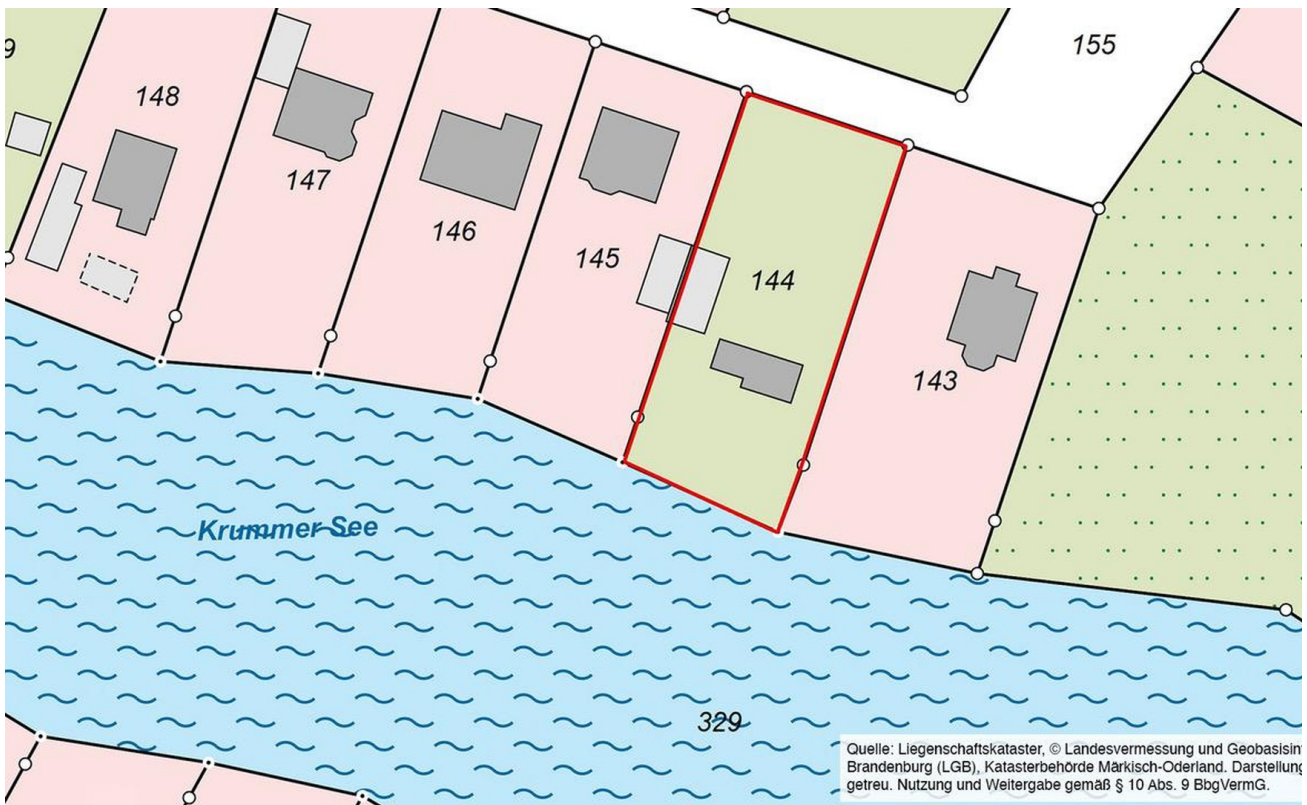 9
148
155
147
146
145
144
143
Krummer See
329
Quelle: Liegenschaftskataster, © Landesvermessung und Geobasisin
Brandenburg (LGB), Katasterbehörde Märkisch-Oderland. Darstellung
getreu. Nutzung und Weitergabe gemäß § 10 Abs. 9 BbgVermG.